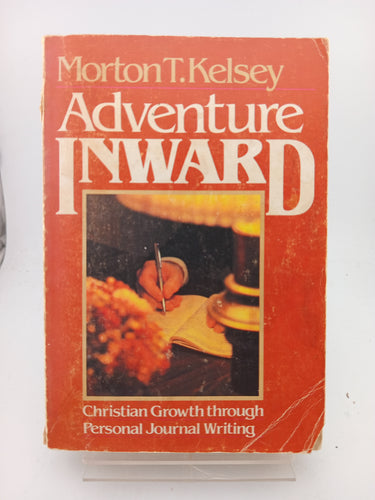 Morton T. Kelsey
Adventure
INWARD
Christian Growth through
Personal Journal Writing